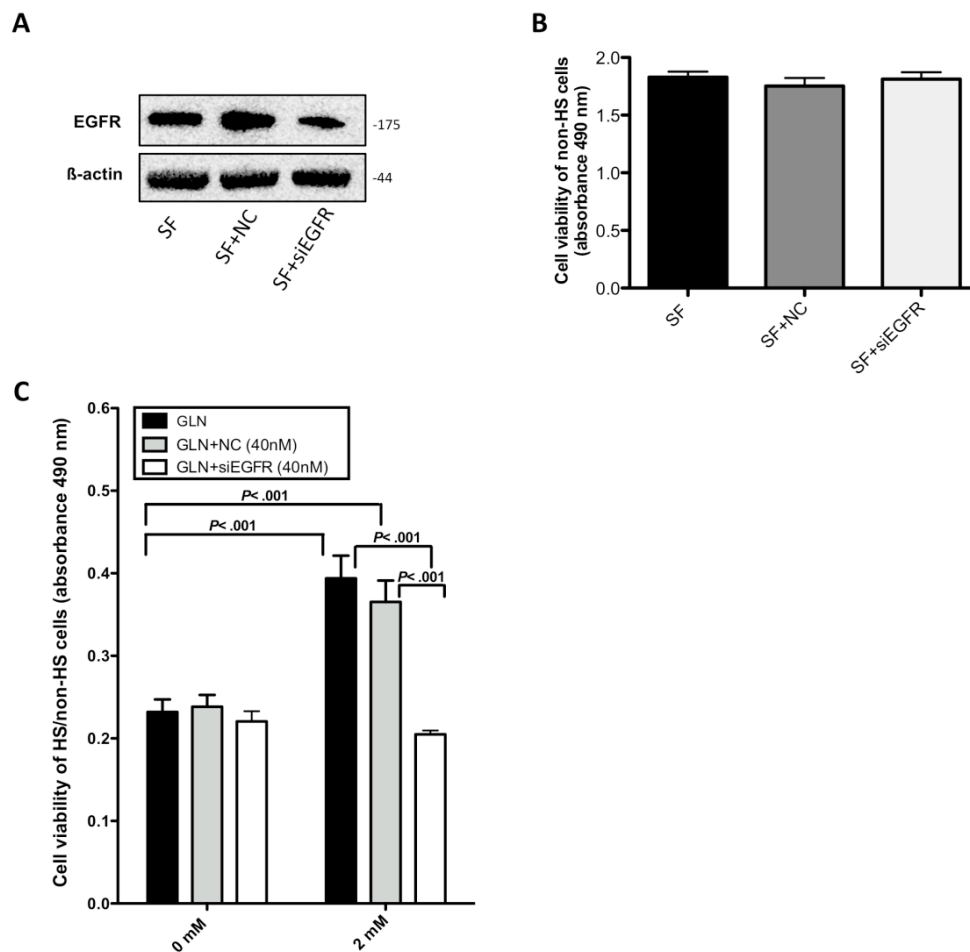 A
EGFR
-175
ß-actin
-44
SF
SF+NC
SF+siEGFR
B
Cell viability of non-HS cells
(absorbance 490 nm)
2.0
1.5
1.0
0.5
0.0
SF
SF+NC
SF+siEGFR
C
Cell viability of HS/non-HS cells (absorbance 490 nm)
0.6
0.5
0.4
0.3
0.2
0.1
0.0
GLN
GLN+NC (40nM)
GLN+siEGFR (40nM)
P< .001
P< .001
P< .001
P< .001
0 mM
2 mM